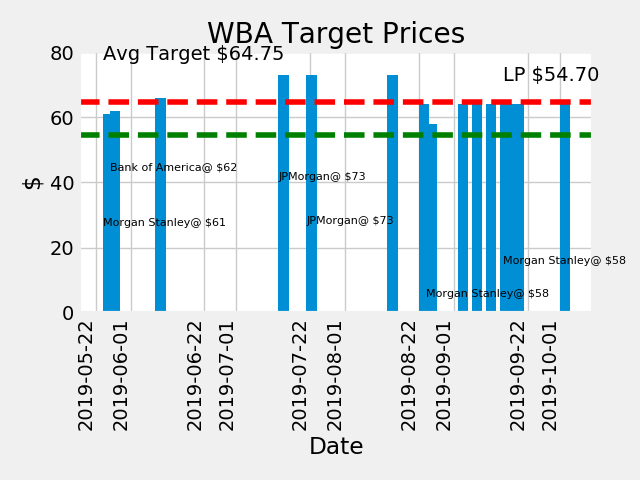 WBA Target Prices
Avg Target $64.75
LP $54.70
80
60
40
20
0
$
Bank of America@ $62
JPMorgan@ $73
Morgan Stanley@ $61
JPMorgan@ $73
Morgan Stanley@ $58
Morgan Stanley@ $58
2019-05-22
2019-06-01
2019-06-22
2019-07-01
2019-07-22
2019-08-01
2019-08-22
2019-09-01
2019-09-22
2019-10-01
Date